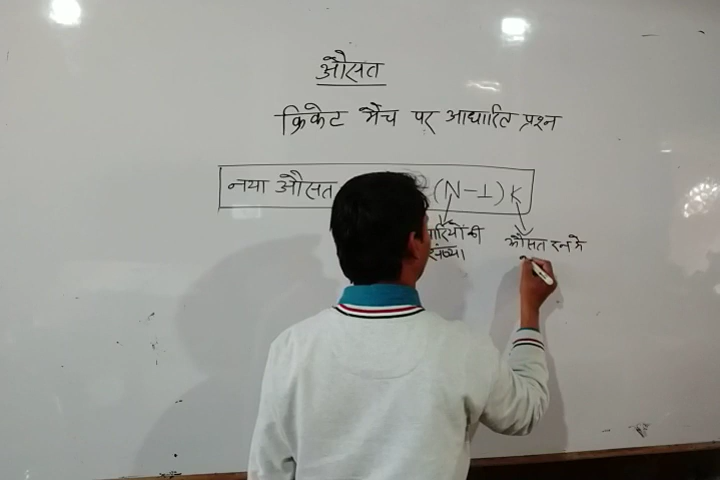 औसत
क्रिकेट मैच पर आधारित प्रश्न
नया औसत (N-1) K
औसत रन में
संख्या